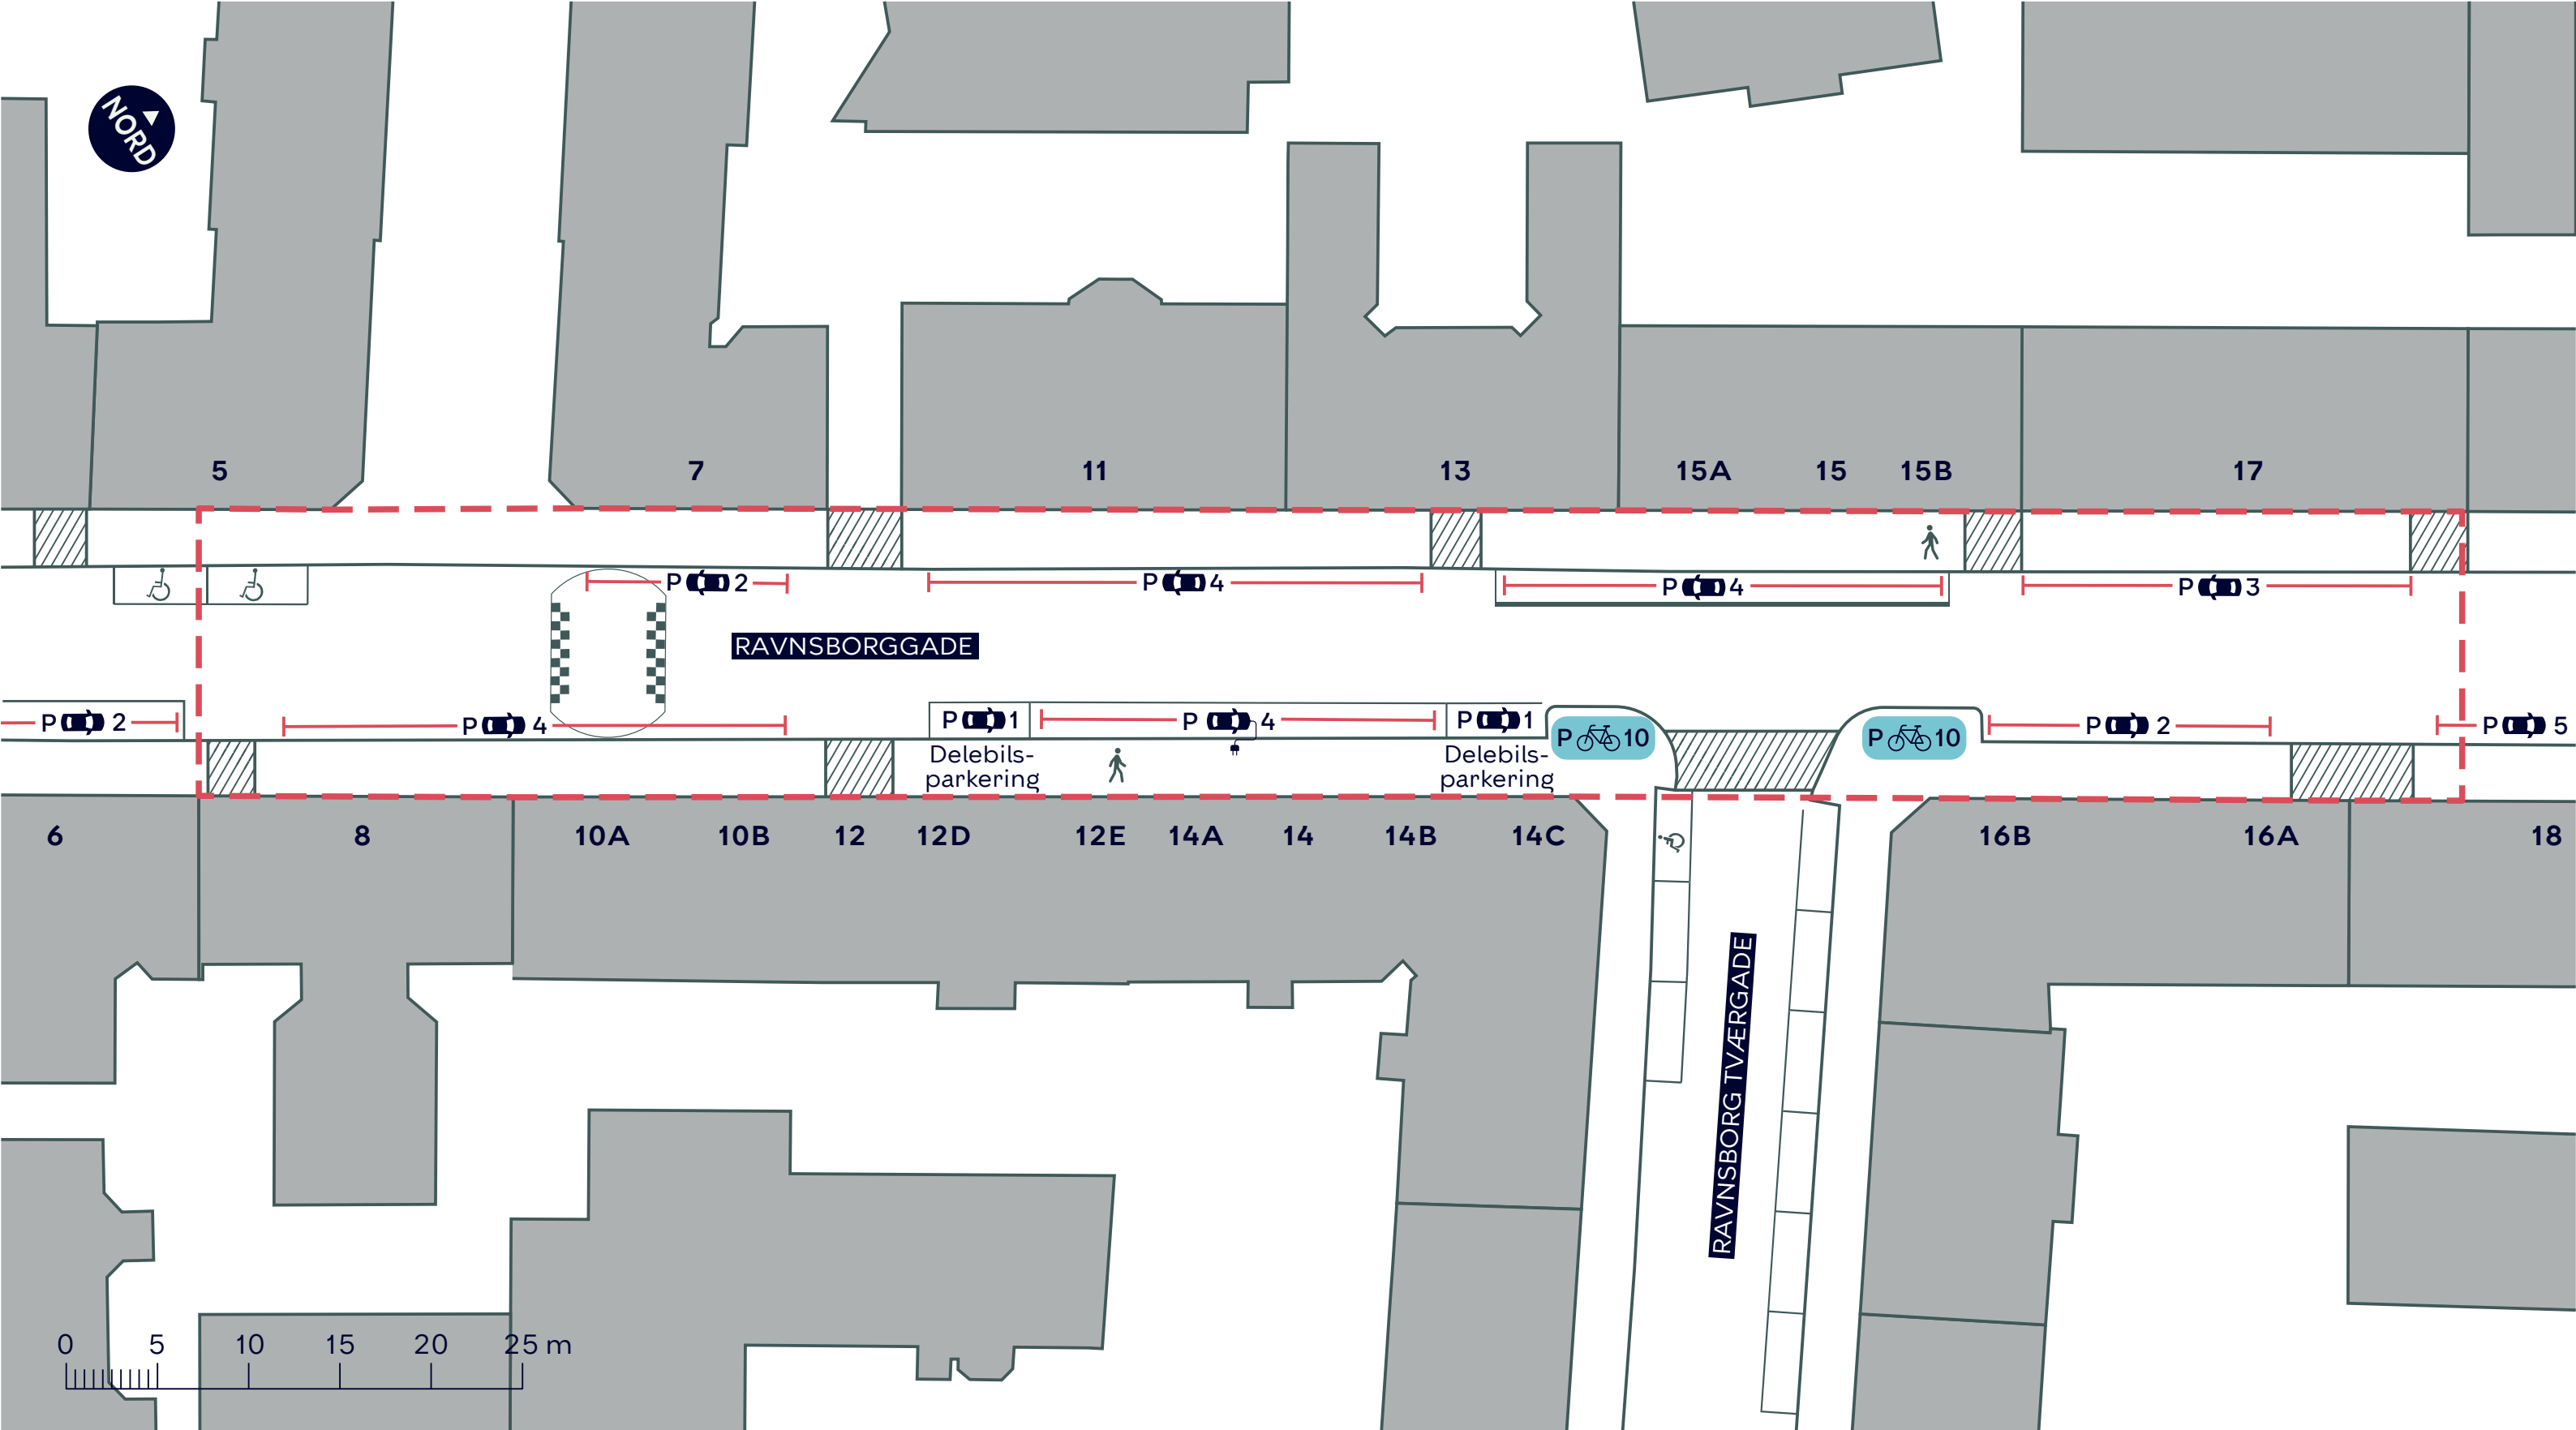 NORD
5
7
11
13
15A
15
15B
17
P 2
P 4
P 4
P 3
RAVNSBORGGADE
P 2
P 4
P 1
P 4
P 1
P 10
P 10
P 2
P 5
Delebils-
parkering
Delebils-
parkering
6
8
10A
10B
12
12D
12E
14A
14
14B
14C
16B
16A
18
RAVNSBORG TVÆRGADE
0
5
10
15
20
25 m